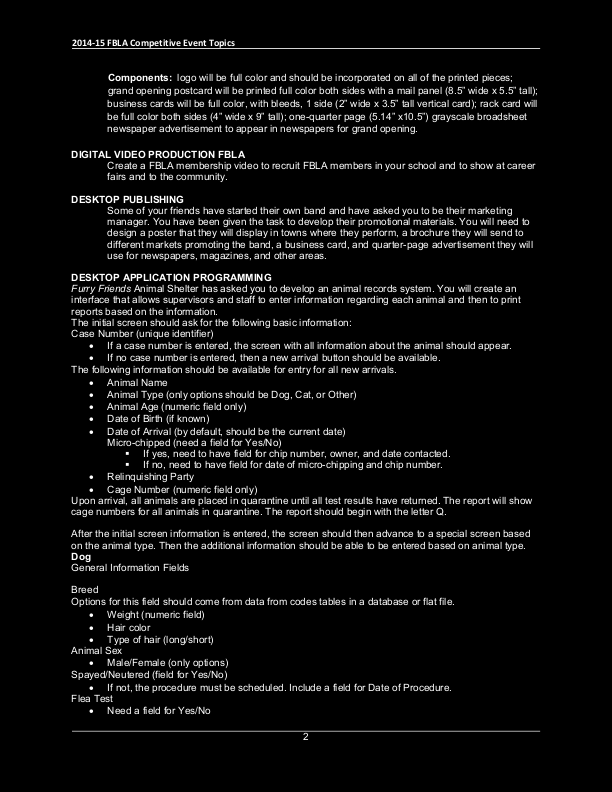 2014-15 FBLA Competitive Event Topics
Components: logo will be full color and should be incorporated on all of the printed pieces;
grand opening postcard will be printed full color both sides with a mail panel (8.5” wide x 5.5” tall);
business cards will be full color, with bleeds, 1 side (2” wide x 3.5” tall vertical card); rack card will
be full color both sides (4” wide x 9” tall); one-quarter page (5.14” x10.5”) grayscale broadsheet
newspaper advertisement to appear in newspapers for grand opening.
DIGITAL VIDEO PRODUCTION FBLA
Create a FBLA membership video to recruit FBLA members in your school and to show at career
fairs and to the community.
DESKTOP PUBLISHING
Some of your friends have started their own band and have asked you to be their marketing
manager. You have been given the task to develop their promotional materials. You will need to
design a poster that they will display in towns where they perform, a brochure they will send to
different markets promoting the band, a business card, and quarter-page advertisement they will
use for newspapers, magazines, and other areas.
DESKTOP APPLICATION PROGRAMMING
Furry Friends Animal Shelter has asked you to develop an animal records system. You will create an
interface that allows supervisors and staff to enter information regarding each animal and then to print
reports based on the information.
The initial screen should ask for the following basic information:
Case Number (unique identifier)
• If a case number is entered, the screen with all information about the animal should appear.
• If no case number is entered, then a new arrival button should be available.
The following information should be available for entry for all new arrivals.
• Animal Name
• Animal Type (only options should be Dog, Cat, or Other)
• Animal Age (numeric field only)
• Date of Birth (if known)
• Date of Arrival (by default, should be the current date)
Micro-chipped (need a field for Yes/No)
▪ If yes, need to have field for chip number, owner, and date contacted.
▪ If no, need to have field for date of micro-chipping and chip number.
• Relinquishing Party
• Cage Number (numeric field only)
Upon arrival, all animals are placed in quarantine until all test results have returned. The report will show
cage numbers for all animals in quarantine. The report should begin with the letter Q.
After the initial screen information is entered, the screen should then advance to a special screen based
on the animal type. Then the additional information should be able to be entered based on animal type.
Dog
General Information Fields
Breed
Options for this field should come from data from codes tables in a database or flat file.
• Weight (numeric field)
• Hair color
• Type of hair (long/short)
Animal Sex
• Male/Female (only options)
Spayed/Neutered (field for Yes/No)
• If not, the procedure must be scheduled. Include a field for Date of Procedure.
Flea Test
• Need a field for Yes/No
2